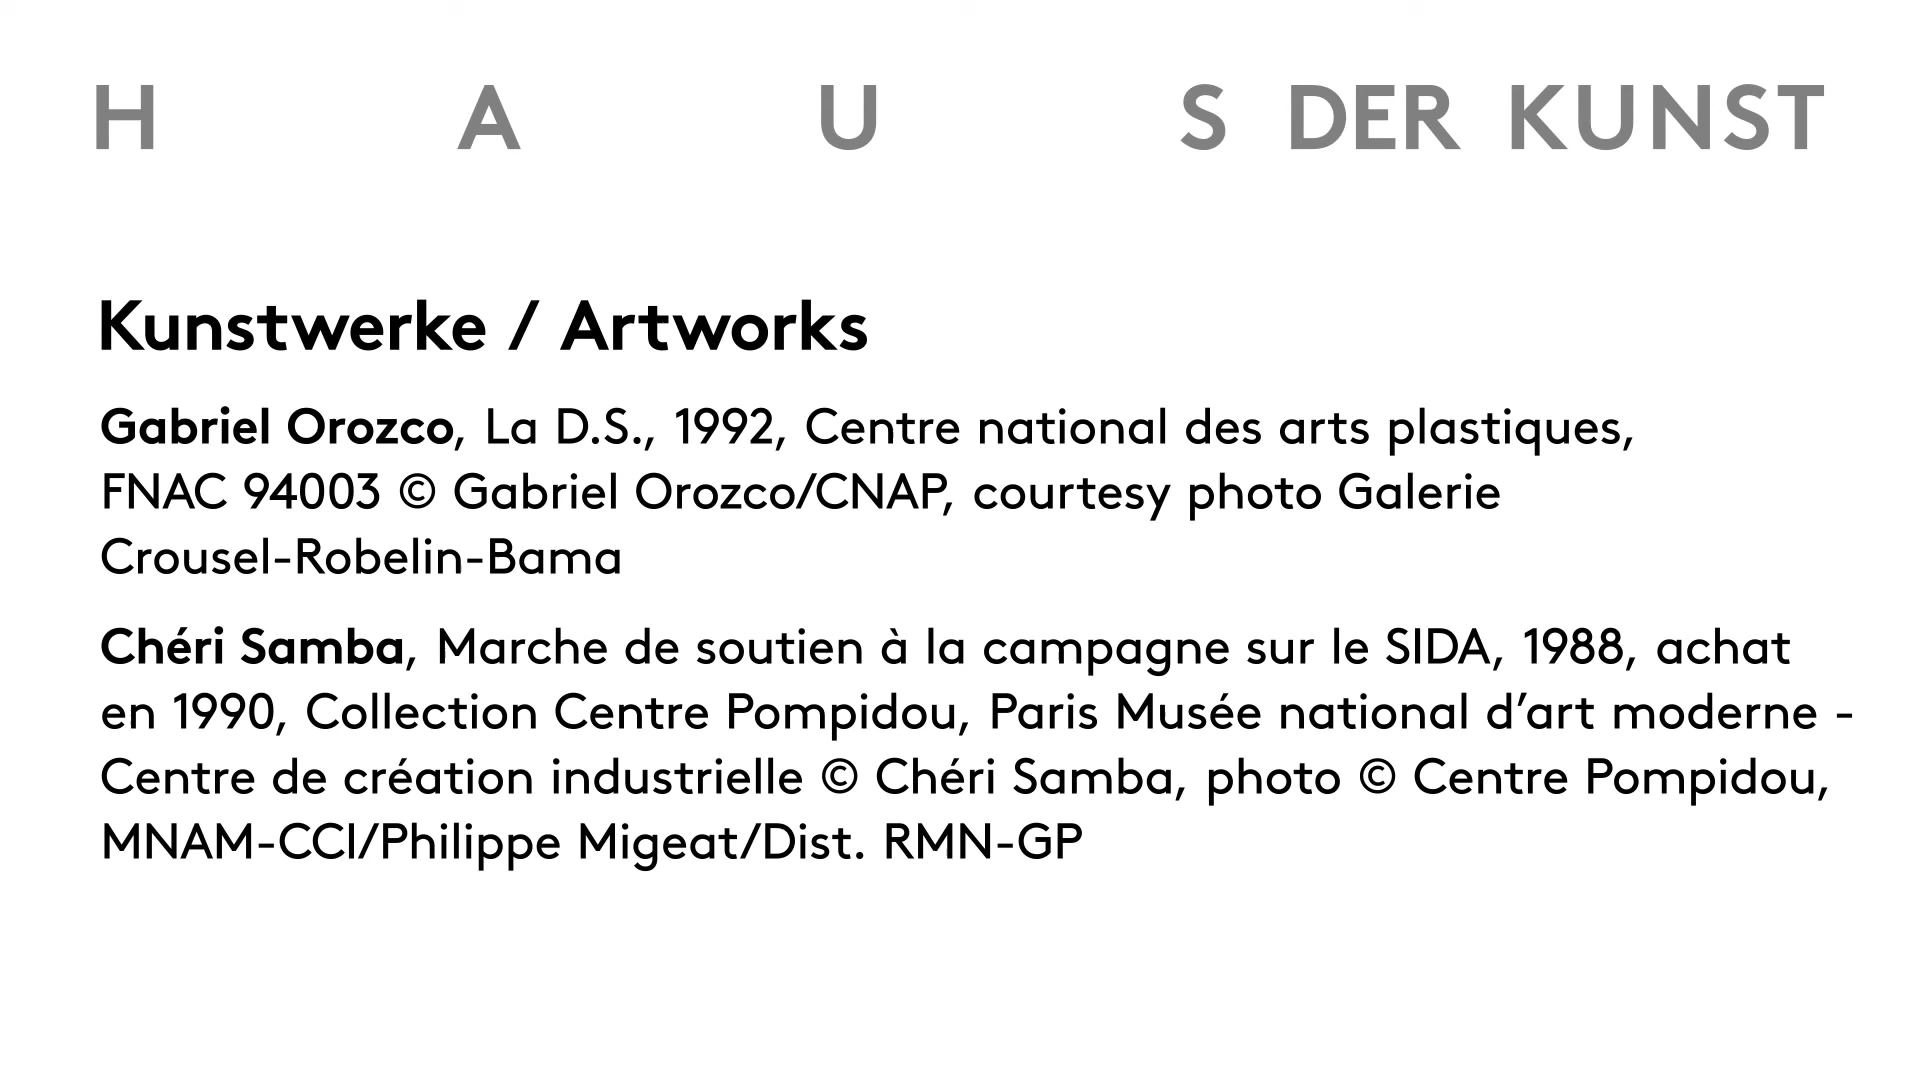 HAUS DER KUNST
Kunstwerke / Artworks
Gabriel Orozco, La D.S., 1992, Centre national des arts plastiques,
FNAC 94003 © Gabriel Orozco/CNAP, courtesy photo Galerie
Crousel-Robelin-Bama
Chéri Samba, Marche de soutien à la campagne sur le SIDA, 1988, achat
en 1990, Collection Centre Pompidou, Paris Musée national d’art moderne -
Centre de création industrielle © Chéri Samba, photo © Centre Pompidou,
MNAM-CCI/Philippe Migeat/Dist. RMN-GP